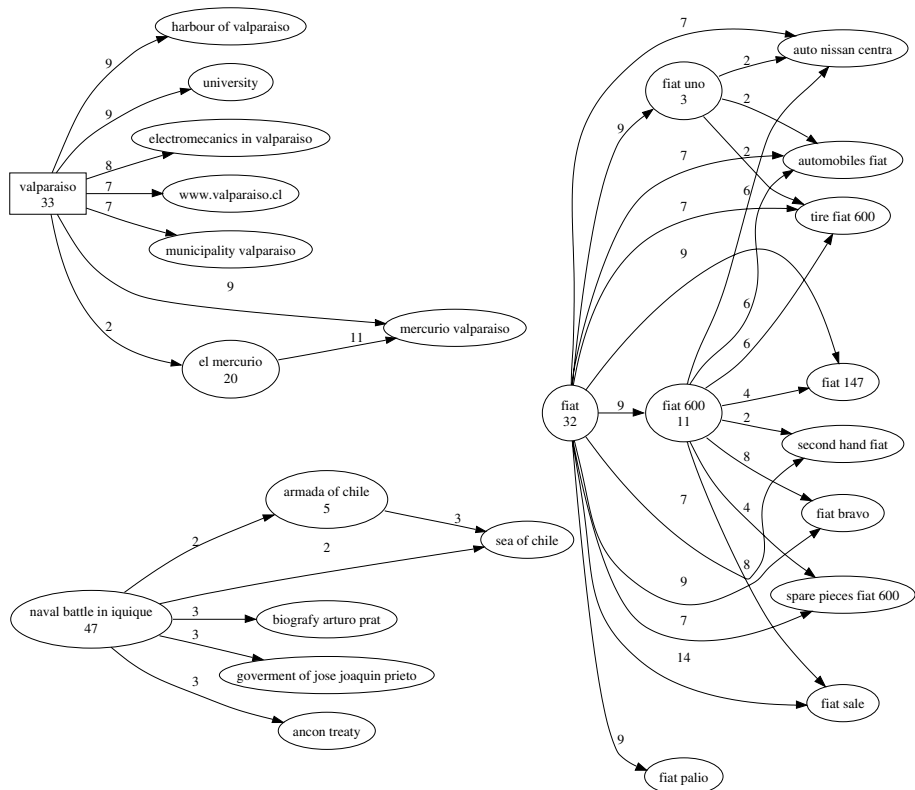 harbour of valparaiso
9
university
9
electromecanics in valparaiso
8
valparaiso
33
7
www.valparaiso.cl
7
municipality valparaiso
9
mercurio valparaiso
2
11
el mercurio
20
armada of chile
5
3
2
2
sea of chile
naval battle in iquique
47
3
biografy arturo prat
3
goverment of jose joaquin prieto
3
ancon treaty
7
auto nissan centra
2
fiat uno
3
2
9
7
2
automobiles fiat
6
7
tire fiat 600
9
6
6
fiat 147
4
fiat
32
9
fiat 600
11
2
second hand fiat
8
7
4
fiat bravo
8
9
spare pieces fiat 600
7
14
fiat sale
9
fiat palio